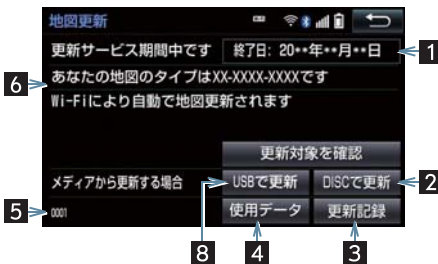 地図更新
更新サービス期間中です 終了日: 20**年**月**日 1
6 あなたの地図のタイプはXX-XXXX-XXXXです
Wi-Fiにより自動で地図更新されます
更新対象を確認
メディアから更新する場合 USBで更新 DISCで更新 2
5 0001 使用データ 更新記録
8 4 3